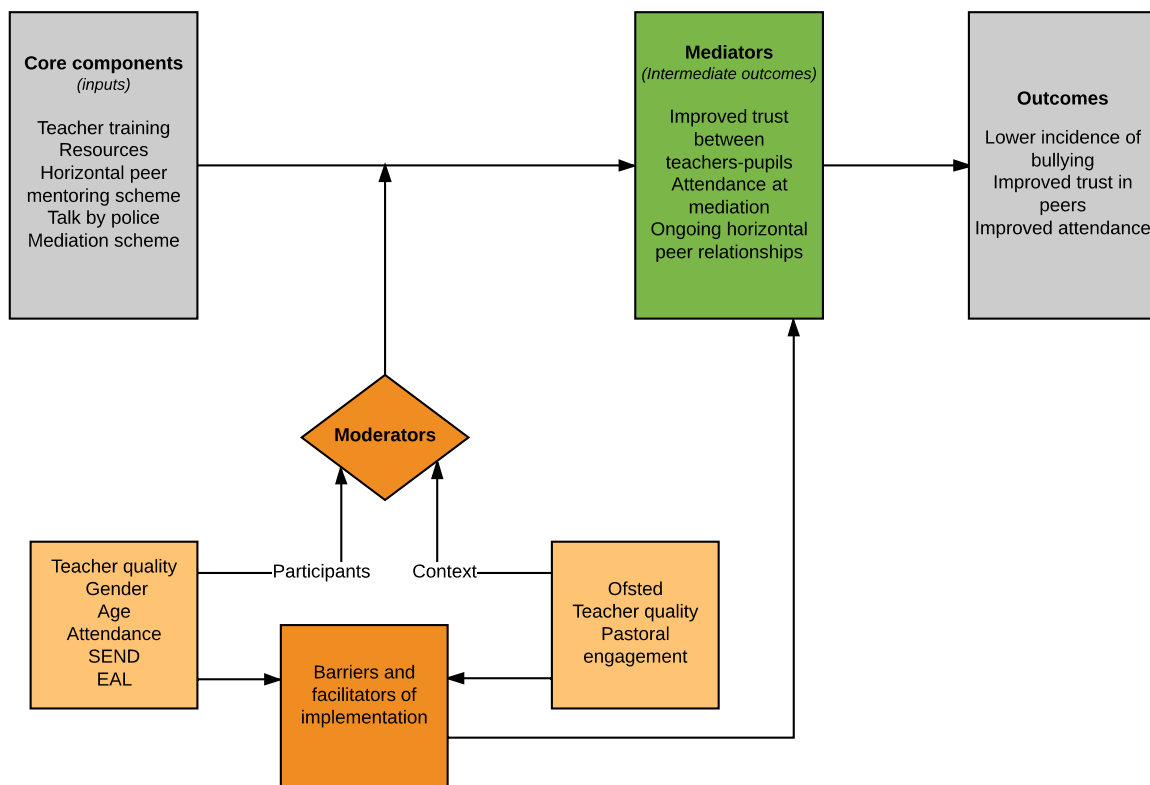 Core components
(inputs)
Teacher training
Resources
Horizontal peer
mentoring scheme
Talk by police
Mediation scheme
Mediators
(Intermediate outcomes)
Improved trust
between
teachers-pupils
Attendance at
mediation
Ongoing horizontal
peer relationships
Outcomes
Lower incidence of
bullying
Improved trust in
peers
Improved attendance
Moderators
Participants
Context
Teacher quality
Gender
Age
Attendance
SEND
EAL
Barriers and
facilitators of
implementation
Ofsted
Teacher quality
Pastoral
engagement